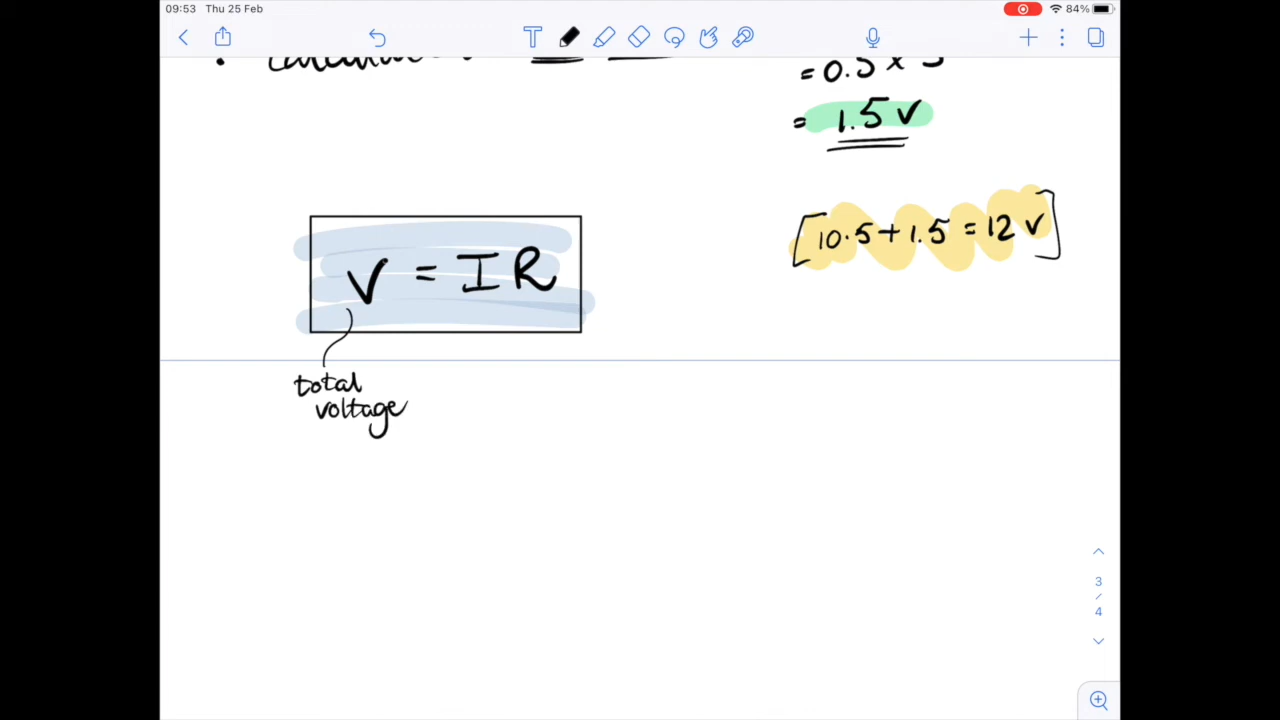 09:53 Thu 25 Feb
84%
= 0.5 x 3
= 1.5 V
[10.5 + 1.5 = 12 V]
V = IR
total
voltage
3
/
4